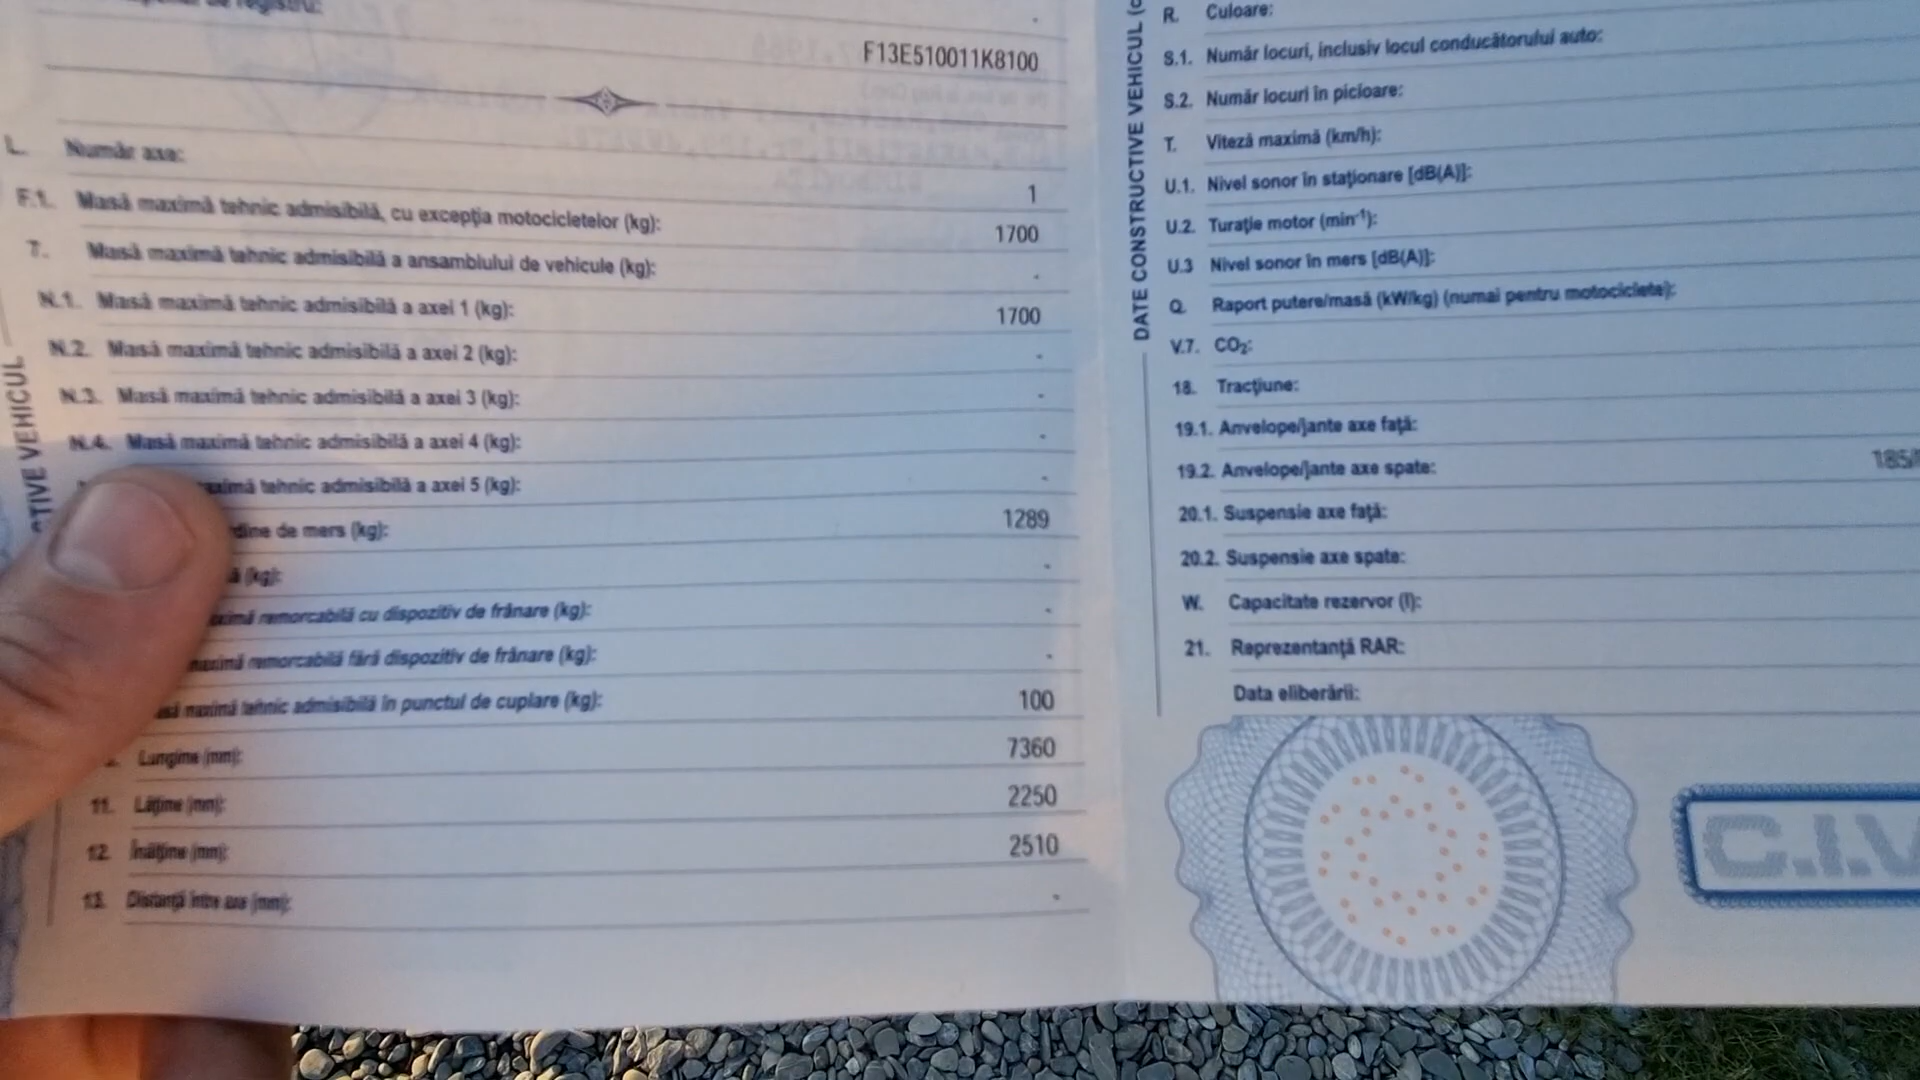 de registru:
F13E510011K8100
L. Număr axe: 1
F.1. Masă maximă tehnic admisibilă, cu excepția motocicletelor (kg): 1700
7. Masă maximă tehnic admisibilă a ansamblului de vehicule (kg): -
N.1. Masă maximă tehnic admisibilă a axei 1 (kg): 1700
N.2. Masă maximă tehnic admisibilă a axei 2 (kg): -
N.3. Masă maximă tehnic admisibilă a axei 3 (kg): -
N.4. Masă maximă tehnic admisibilă a axei 4 (kg): -
tehnic admisibilă a axei 5 (kg): -
de mers (kg): 1289
(kg): -
remorcabilă cu dispozitiv de frânare (kg): -
maximă remorcabilă fără dispozitiv de frânare (kg): -
maximă tehnic admisibilă în punctul de cuplare (kg): 100
Lungime (mm): 7360
11. Lățime (mm): 2250
12. Înălțime (mm): 2510
13. Distanță între axe (mm): -
VEHICUL
DATE CONSTRUCTIVE VEHICUL
R. Culoare:
S.1. Număr locuri, inclusiv locul conducătorului auto:
S.2. Număr locuri în picioare:
T. Viteză maximă (km/h):
U.1. Nivel sonor în staționare [dB(A)]:
U.2. Turație motor (min⁻¹):
U.3 Nivel sonor în mers [dB(A)]:
Q. Raport putere/masă (kW/kg) (numai pentru motociclete):
V.7. CO₂:
18. Tracțiune:
19.1. Anvelope/jante axe față:
19.2. Anvelope/jante axe spate: 185/
20.1. Suspensie axe față:
20.2. Suspensie axe spate:
W. Capacitate rezervor (l):
21. Reprezentanță RAR:
Data eliberării:
C.I.V